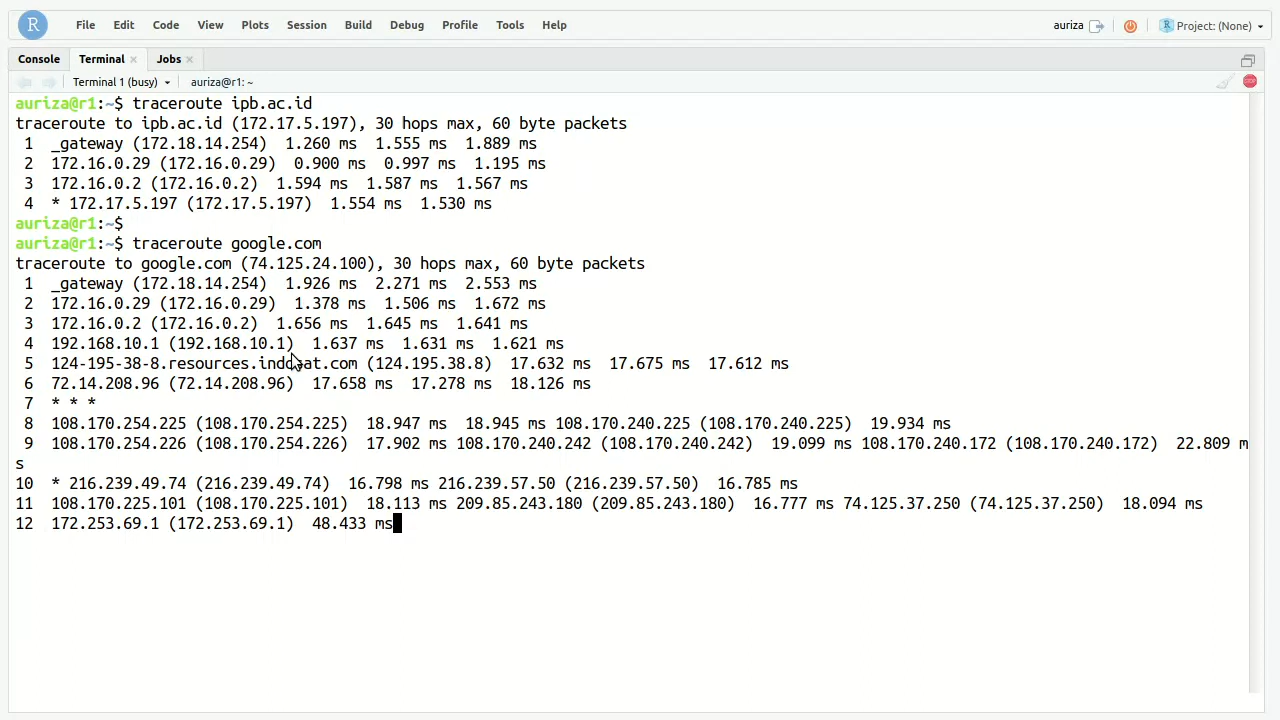 R File Edit Code View Plots Session Build Debug Profile Tools Help auriza R Project: (None)
Console Terminal × Jobs ×
Terminal 1 (busy) auriza@r1: ~ STOP
auriza@r1:~$ traceroute ipb.ac.id
traceroute to ipb.ac.id (172.17.5.197), 30 hops max, 60 byte packets
1 _gateway (172.18.14.254) 1.260 ms 1.555 ms 1.889 ms
2 172.16.0.29 (172.16.0.29) 0.900 ms 0.997 ms 1.195 ms
3 172.16.0.2 (172.16.0.2) 1.594 ms 1.587 ms 1.567 ms
4 * 172.17.5.197 (172.17.5.197) 1.554 ms 1.530 ms
auriza@r1:~$
auriza@r1:~$ traceroute google.com
traceroute to google.com (74.125.24.100), 30 hops max, 60 byte packets
1 _gateway (172.18.14.254) 1.926 ms 2.271 ms 2.553 ms
2 172.16.0.29 (172.16.0.29) 1.378 ms 1.506 ms 1.672 ms
3 172.16.0.2 (172.16.0.2) 1.656 ms 1.645 ms 1.641 ms
4 192.168.10.1 (192.168.10.1) 1.637 ms 1.631 ms 1.621 ms
5 124-195-38-8.resources.indosat.com (124.195.38.8) 17.632 ms 17.675 ms 17.612 ms
6 72.14.208.96 (72.14.208.96) 17.658 ms 17.278 ms 18.126 ms
7 * * *
8 108.170.254.225 (108.170.254.225) 18.947 ms 18.945 ms 108.170.240.225 (108.170.240.225) 19.934 ms
9 108.170.254.226 (108.170.254.226) 17.902 ms 108.170.240.242 (108.170.240.242) 19.099 ms 108.170.240.172 (108.170.240.172) 22.809 m
s
10 * 216.239.49.74 (216.239.49.74) 16.798 ms 216.239.57.50 (216.239.57.50) 16.785 ms
11 108.170.225.101 (108.170.225.101) 18.113 ms 209.85.243.180 (209.85.243.180) 16.777 ms 74.125.37.250 (74.125.37.250) 18.094 ms
12 172.253.69.1 (172.253.69.1) 48.433 ms